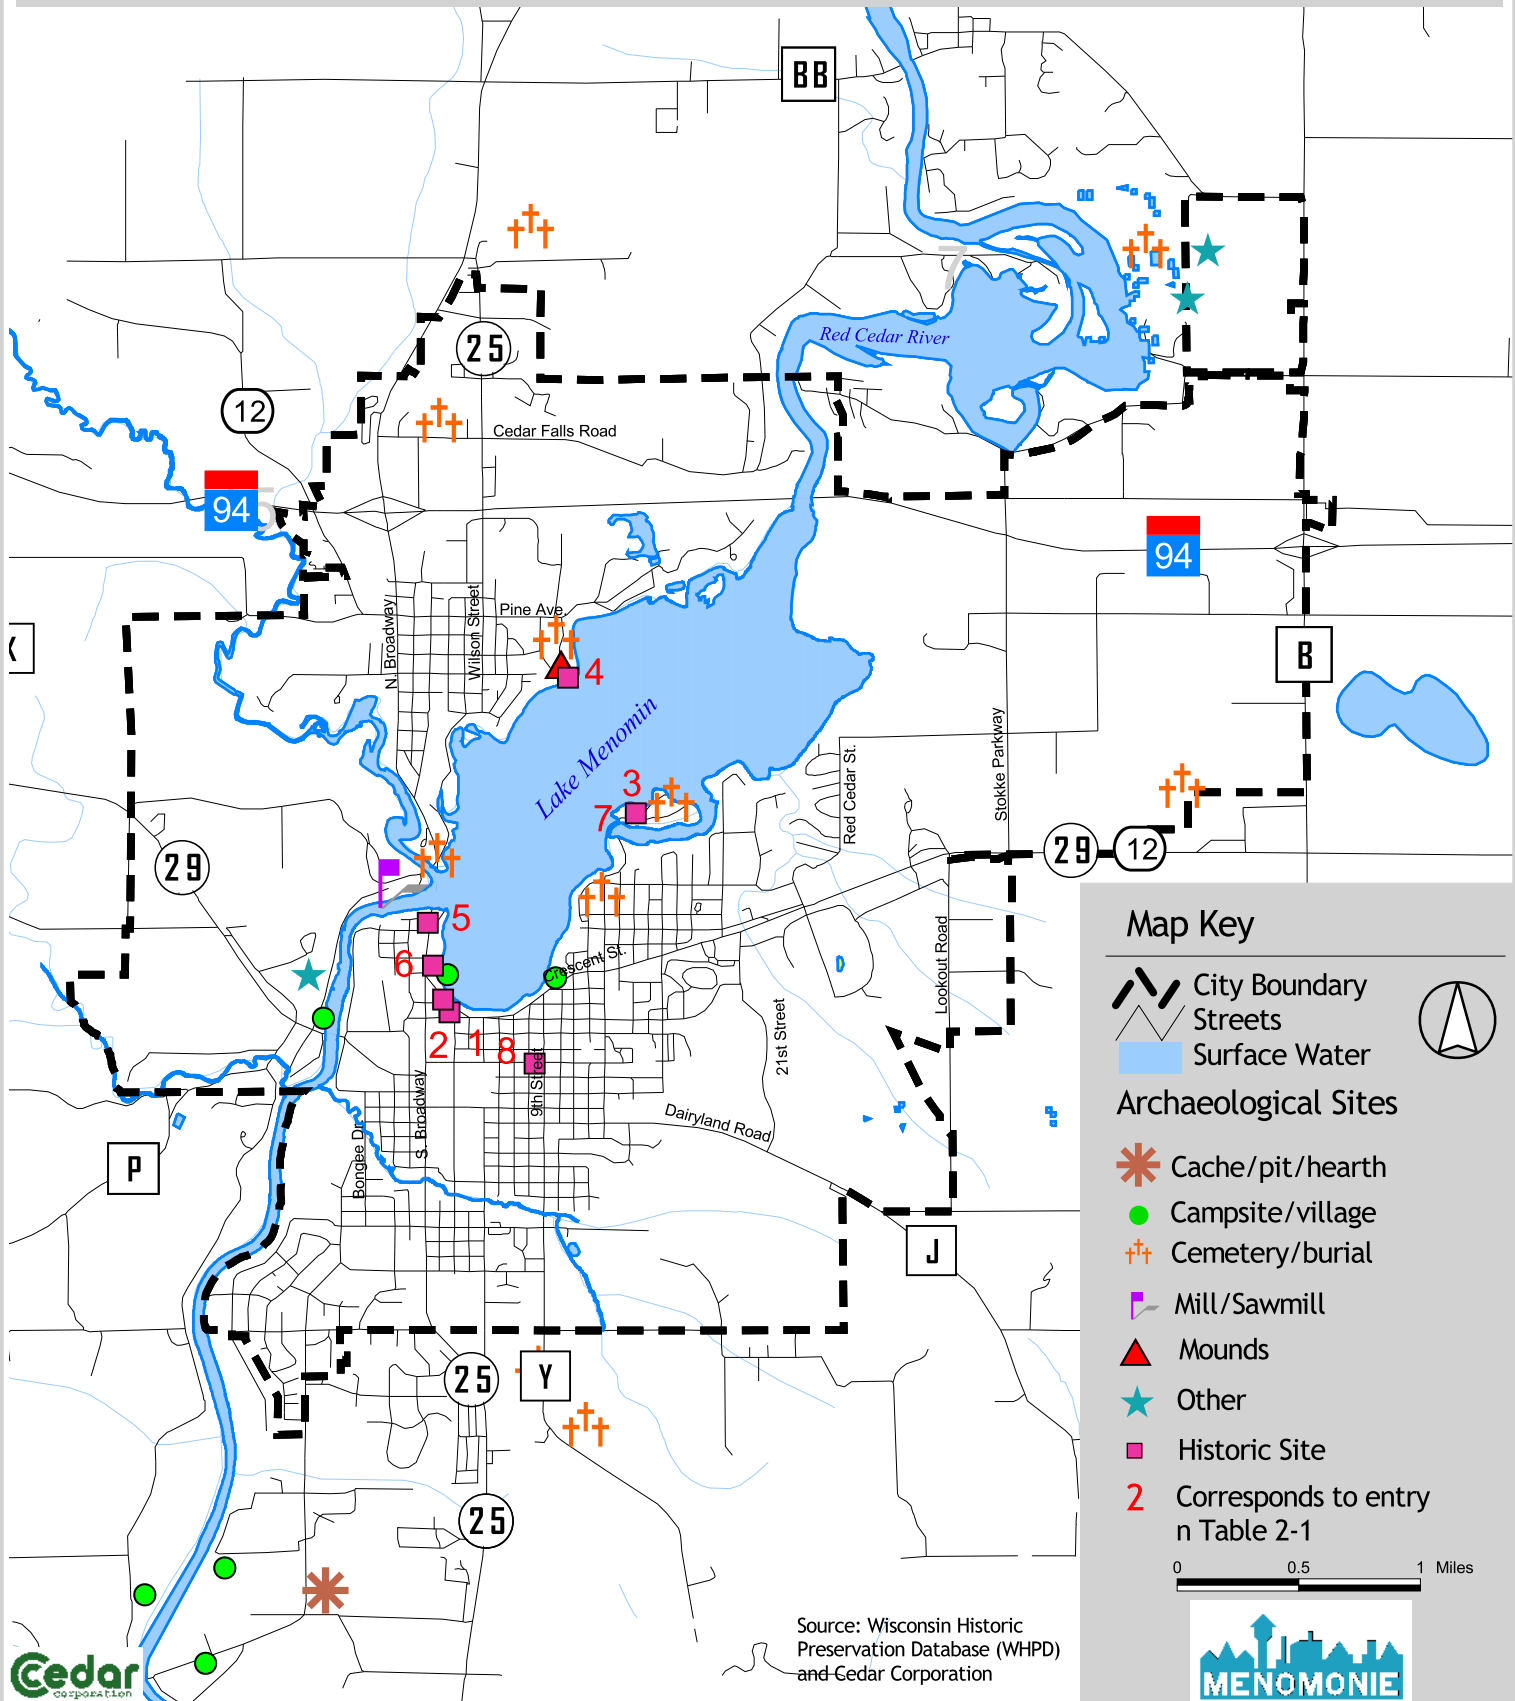 BB
7
Red Cedar River
25
12
Cedar Falls Road
94
5
94
N. Broadway
Wilson Street
Pine Ave.
X
B
4
Lake Menomin
Red Cedar St.
Stokke Parkway
3
7
29
29
12
5
6
Crescent St.
Lookout Road
2
1
8
21st Street
9th Street
S. Broadway
Bongee Dr.
Dairyland Road
P
J
25
Y
25
Map Key
City Boundary
Streets
Surface Water
Archaeological Sites
Cache/pit/hearth
Campsite/village
Cemetery/burial
Mill/Sawmill
Mounds
Other
Historic Site
2 Corresponds to entry
n Table 2-1
0 0.5 1 Miles
Source: Wisconsin Historic
Preservation Database (WHPD)
and Cedar Corporation
Cedar
corporation
MENOMONIE